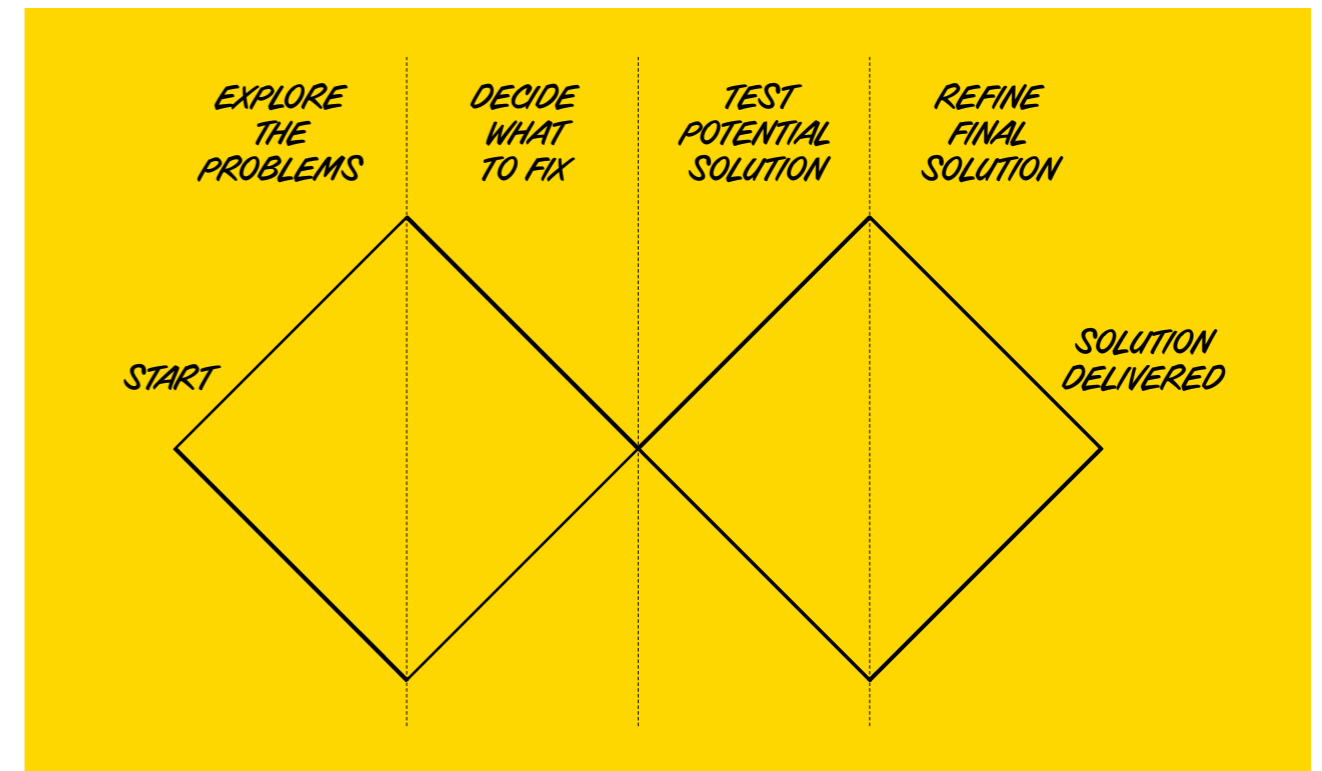 EXPLORE
THE
PROBLEMS
DECIDE
WHAT
TO FIX
TEST
POTENTIAL
SOLUTION
REFINE
FINAL
SOLUTION
START
SOLUTION
DELIVERED